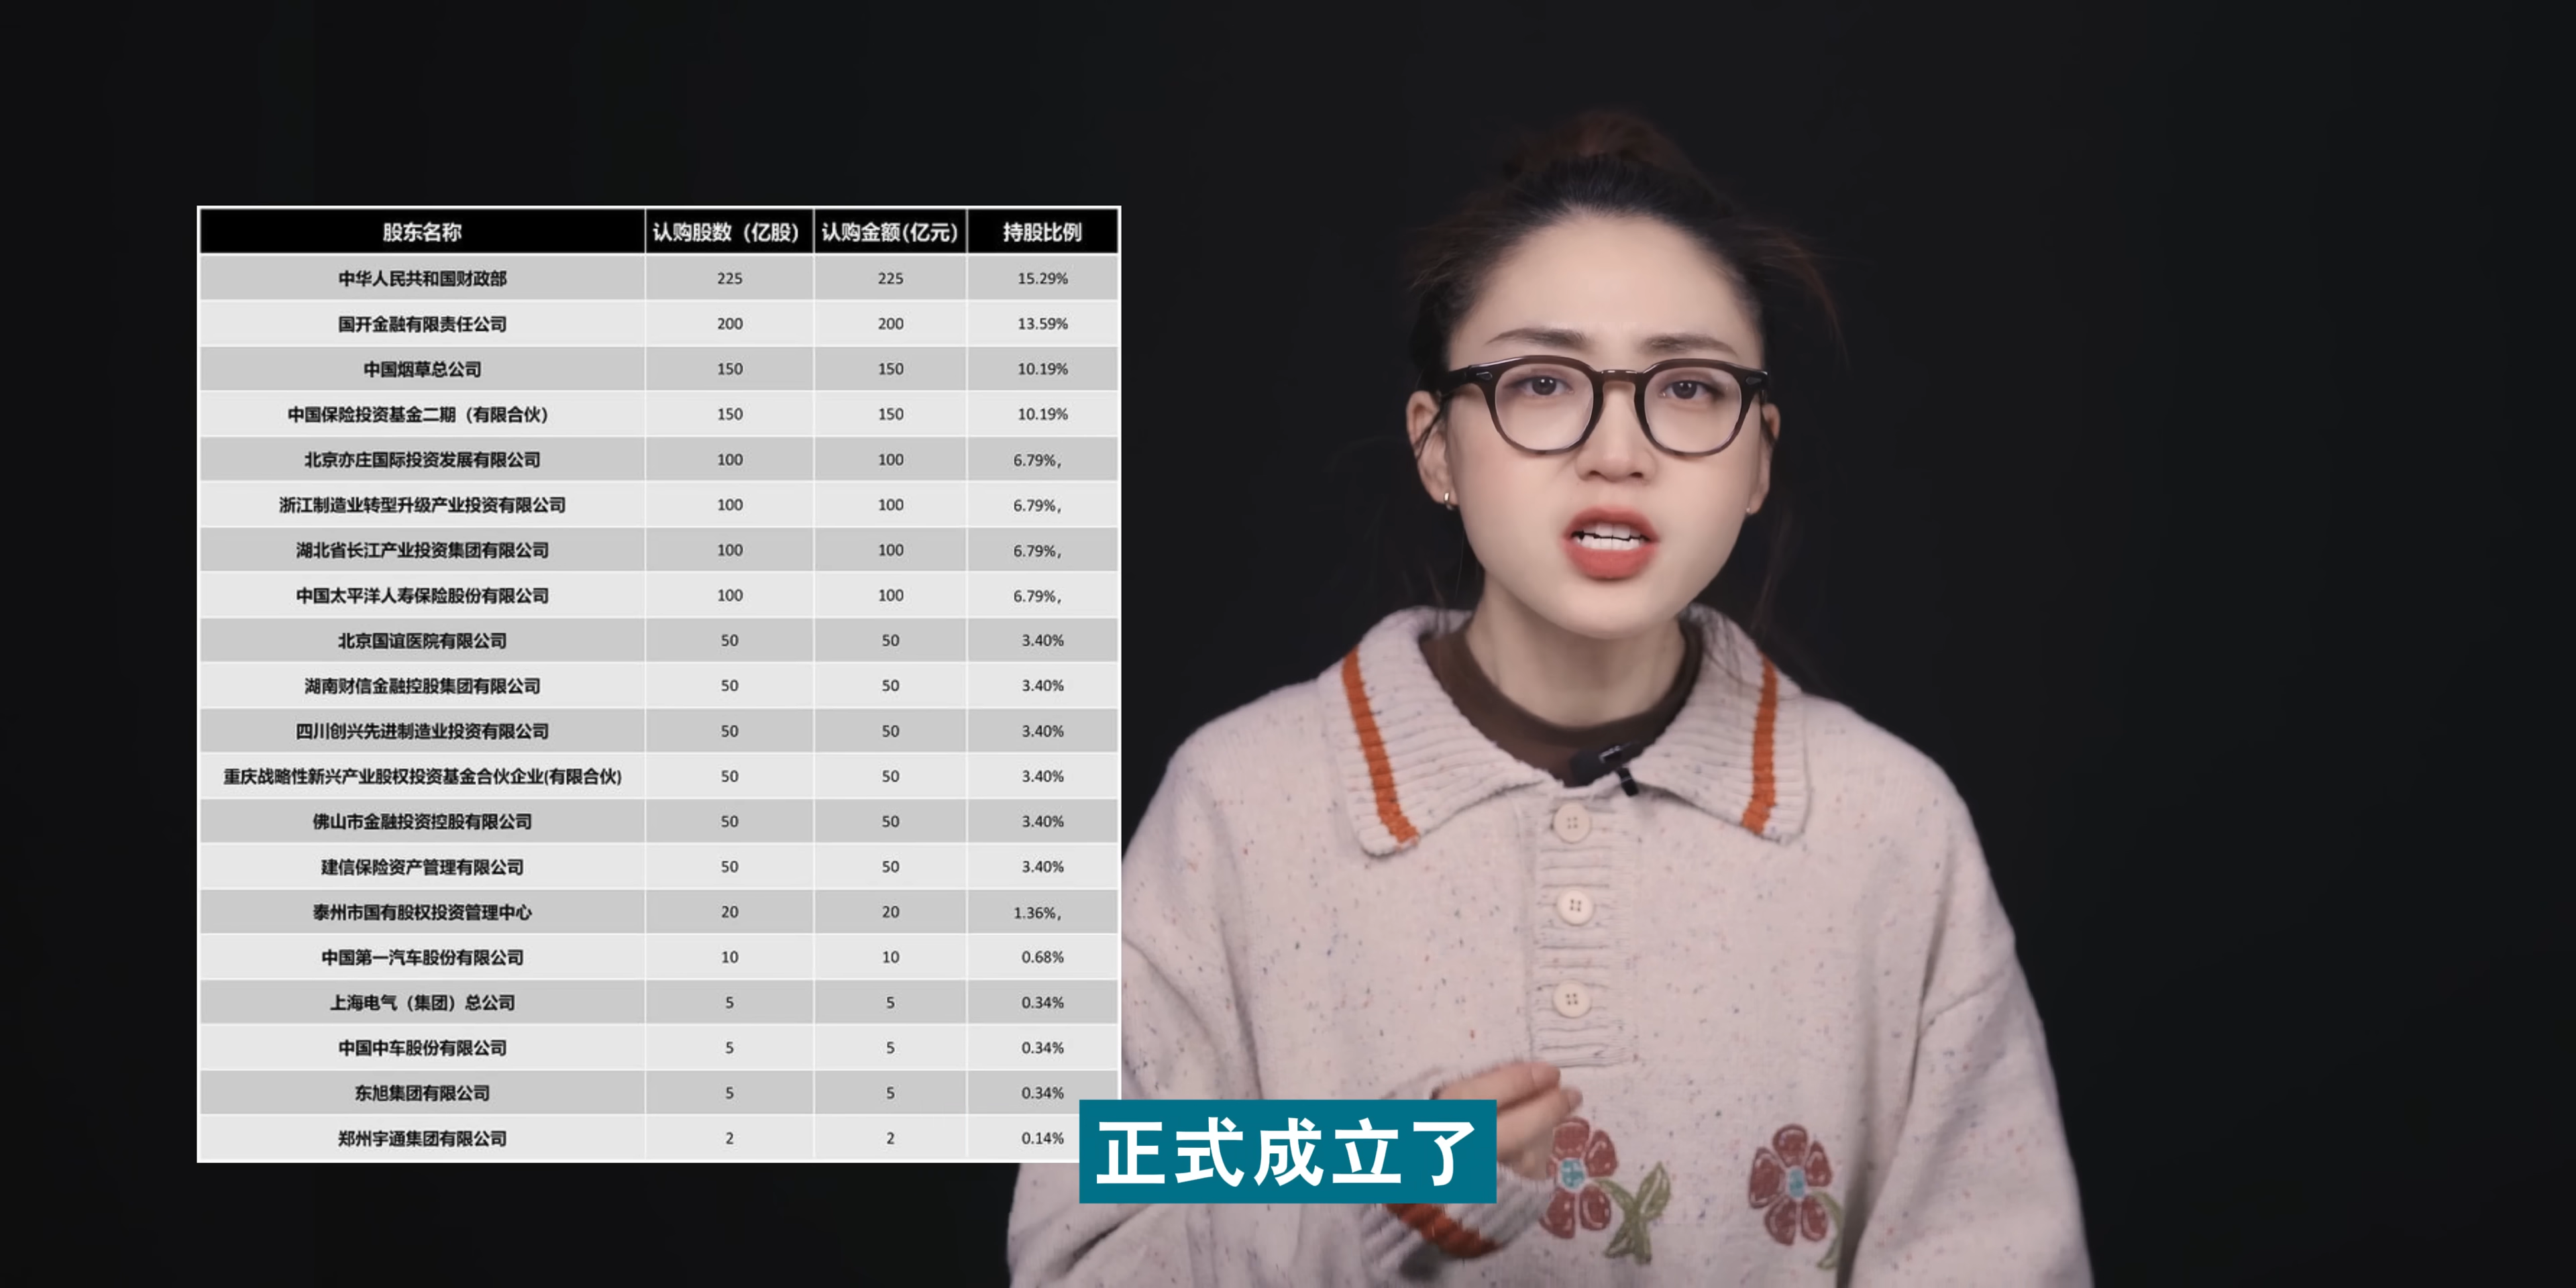 股东名称 认购股数（亿股） 认购金额(亿元) 持股比例
中华人民共和国财政部 225 225 15.29%
国开金融有限责任公司 200 200 13.59%
中国烟草总公司 150 150 10.19%
中国保险投资基金二期（有限合伙） 150 150 10.19%
北京亦庄国际投资发展有限公司 100 100 6.79%，
浙江制造业转型升级产业投资有限公司 100 100 6.79%，
湖北省长江产业投资集团有限公司 100 100 6.79%，
中国太平洋人寿保险股份有限公司 100 100 6.79%，
北京国谊医院有限公司 50 50 3.40%
湖南财信金融控股集团有限公司 50 50 3.40%
四川创兴先进制造业投资有限公司 50 50 3.40%
重庆战略性新兴产业股权投资基金合伙企业(有限合伙) 50 50 3.40%
佛山市金融投资控股有限公司 50 50 3.40%
建信保险资产管理有限公司 50 50 3.40%
泰州市国有股权投资管理中心 20 20 1.36%，
中国第一汽车股份有限公司 10 10 0.68%
上海电气（集团）总公司 5 5 0.34%
中国中车股份有限公司 5 5 0.34%
东旭集团有限公司 5 5 0.34%
郑州宇通集团有限公司 2 2 0.14%
正式成立了